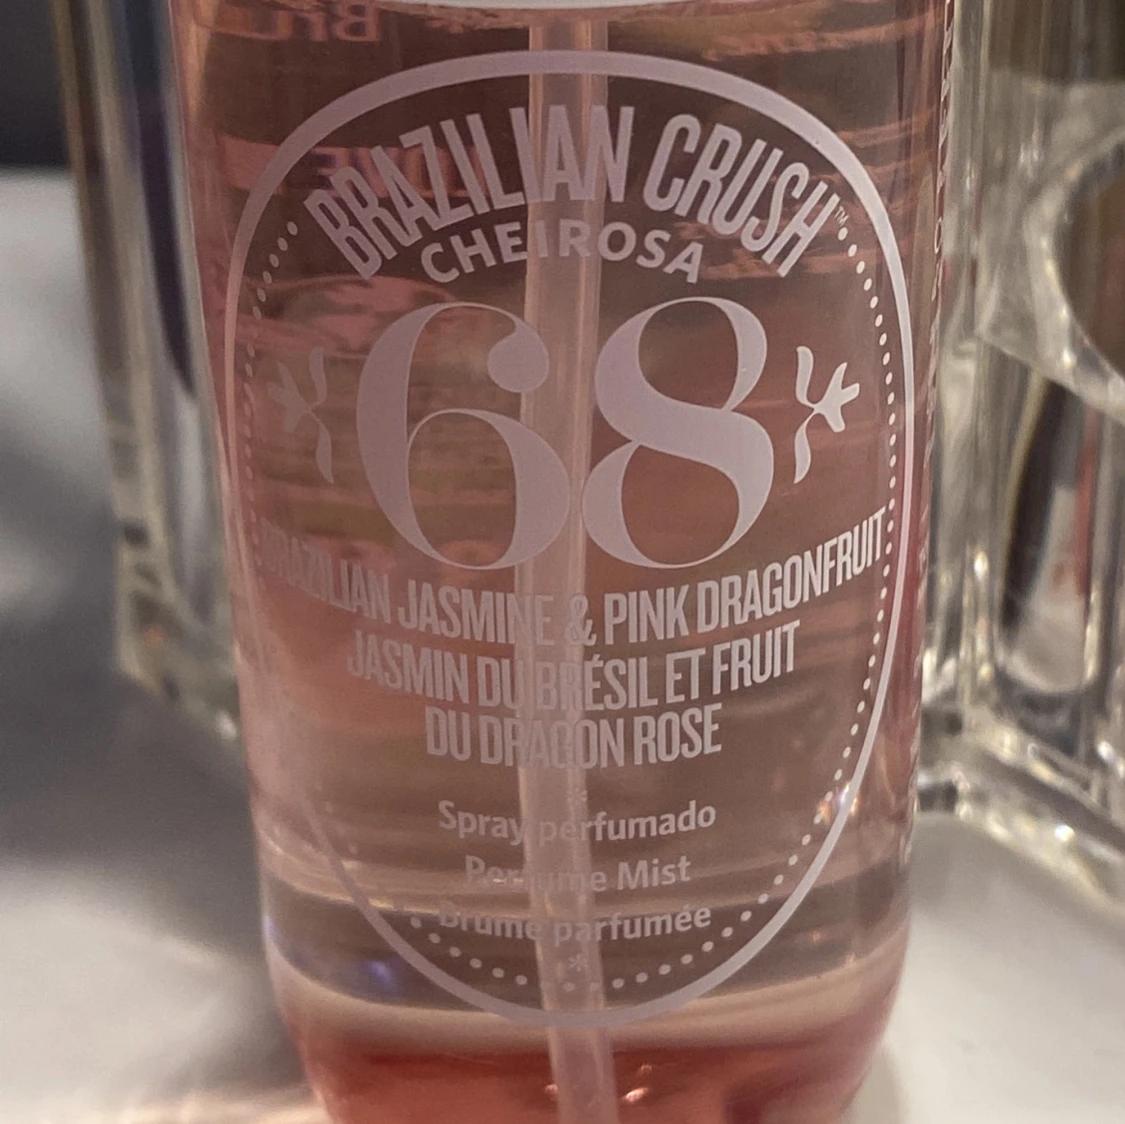 BRAZILIAN CRUSH™
CHEIROSA
68
BRAZILIAN JASMINE & PINK DRAGONFRUIT
JASMIN DU BRÉSIL ET FRUIT
DU DRAGON ROSE
Spray perfumado
Perfume Mist
Brume parfumée